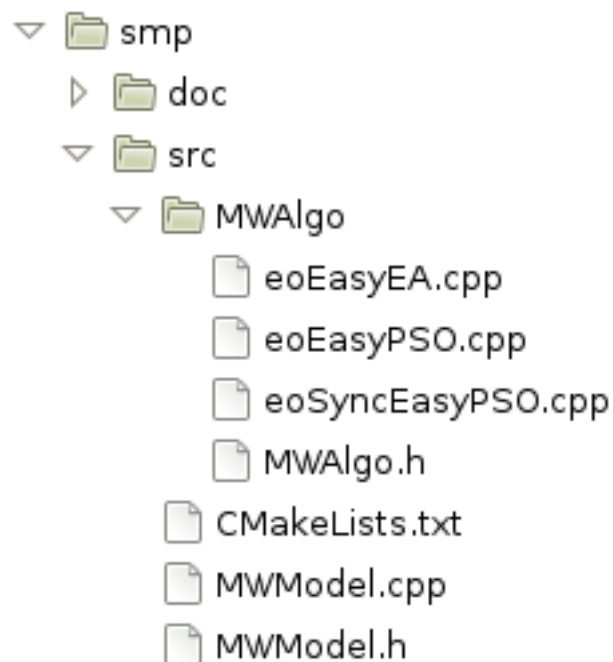 smp
doc
src
MWAlgo
eoEasyEA.cpp
eoEasyPSO.cpp
eoSyncEasyPSO.cpp
MWAlgo.h
CMakeLists.txt
MWModel.cpp
MWModel.h